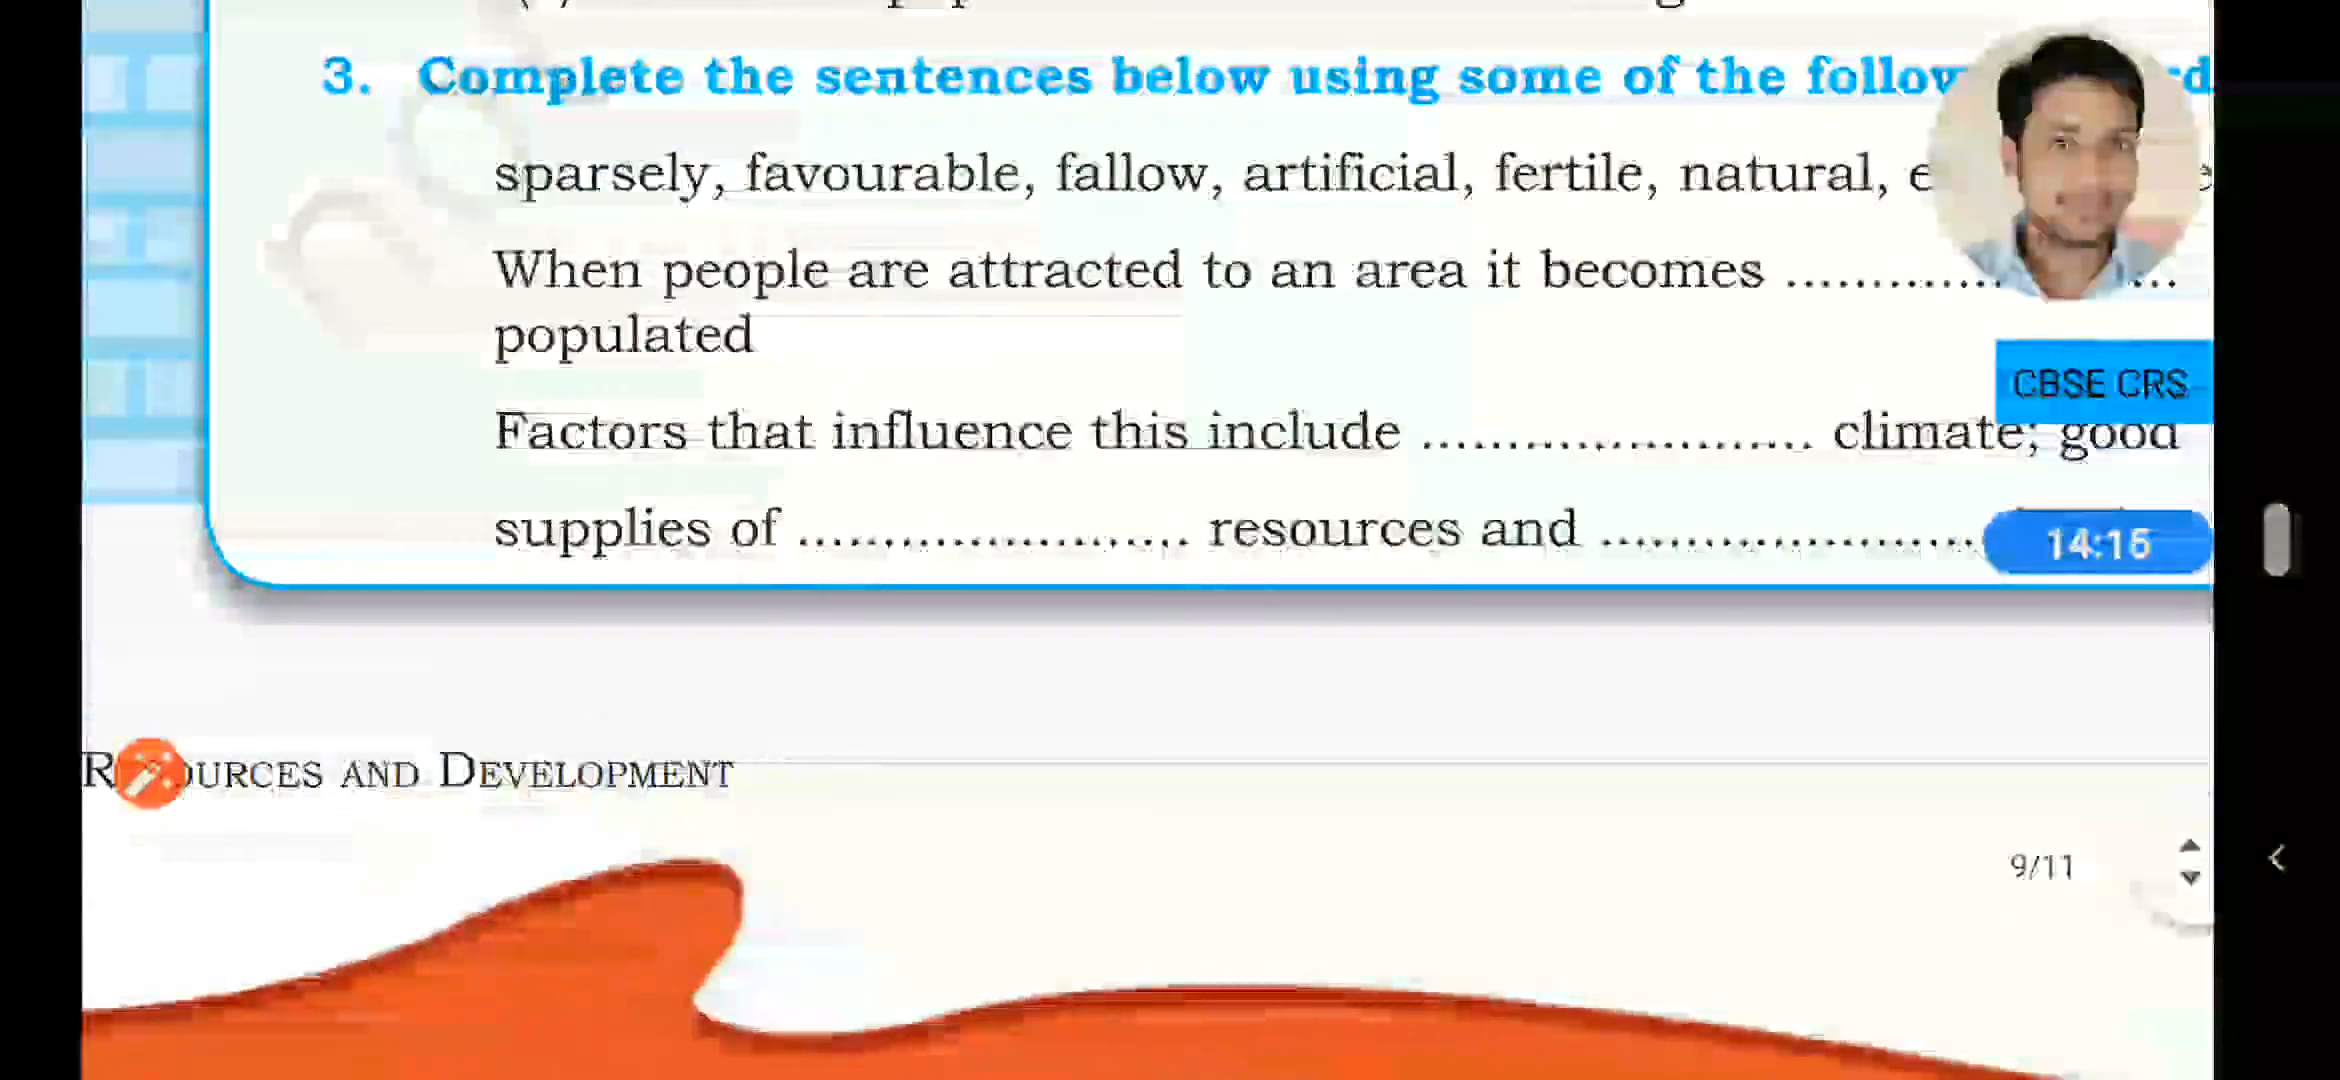 3. Complete the sentences below using some of the
sparsely, favourable, fallow, artificial, fertile, natural,
When people are attracted to an area it becomes ......................
populated
CBSE CRS
Factors that influence this include ...................... climate; good
supplies of ...................... resources and ......................
14:15
RESOURCES AND DEVELOPMENT
9/11